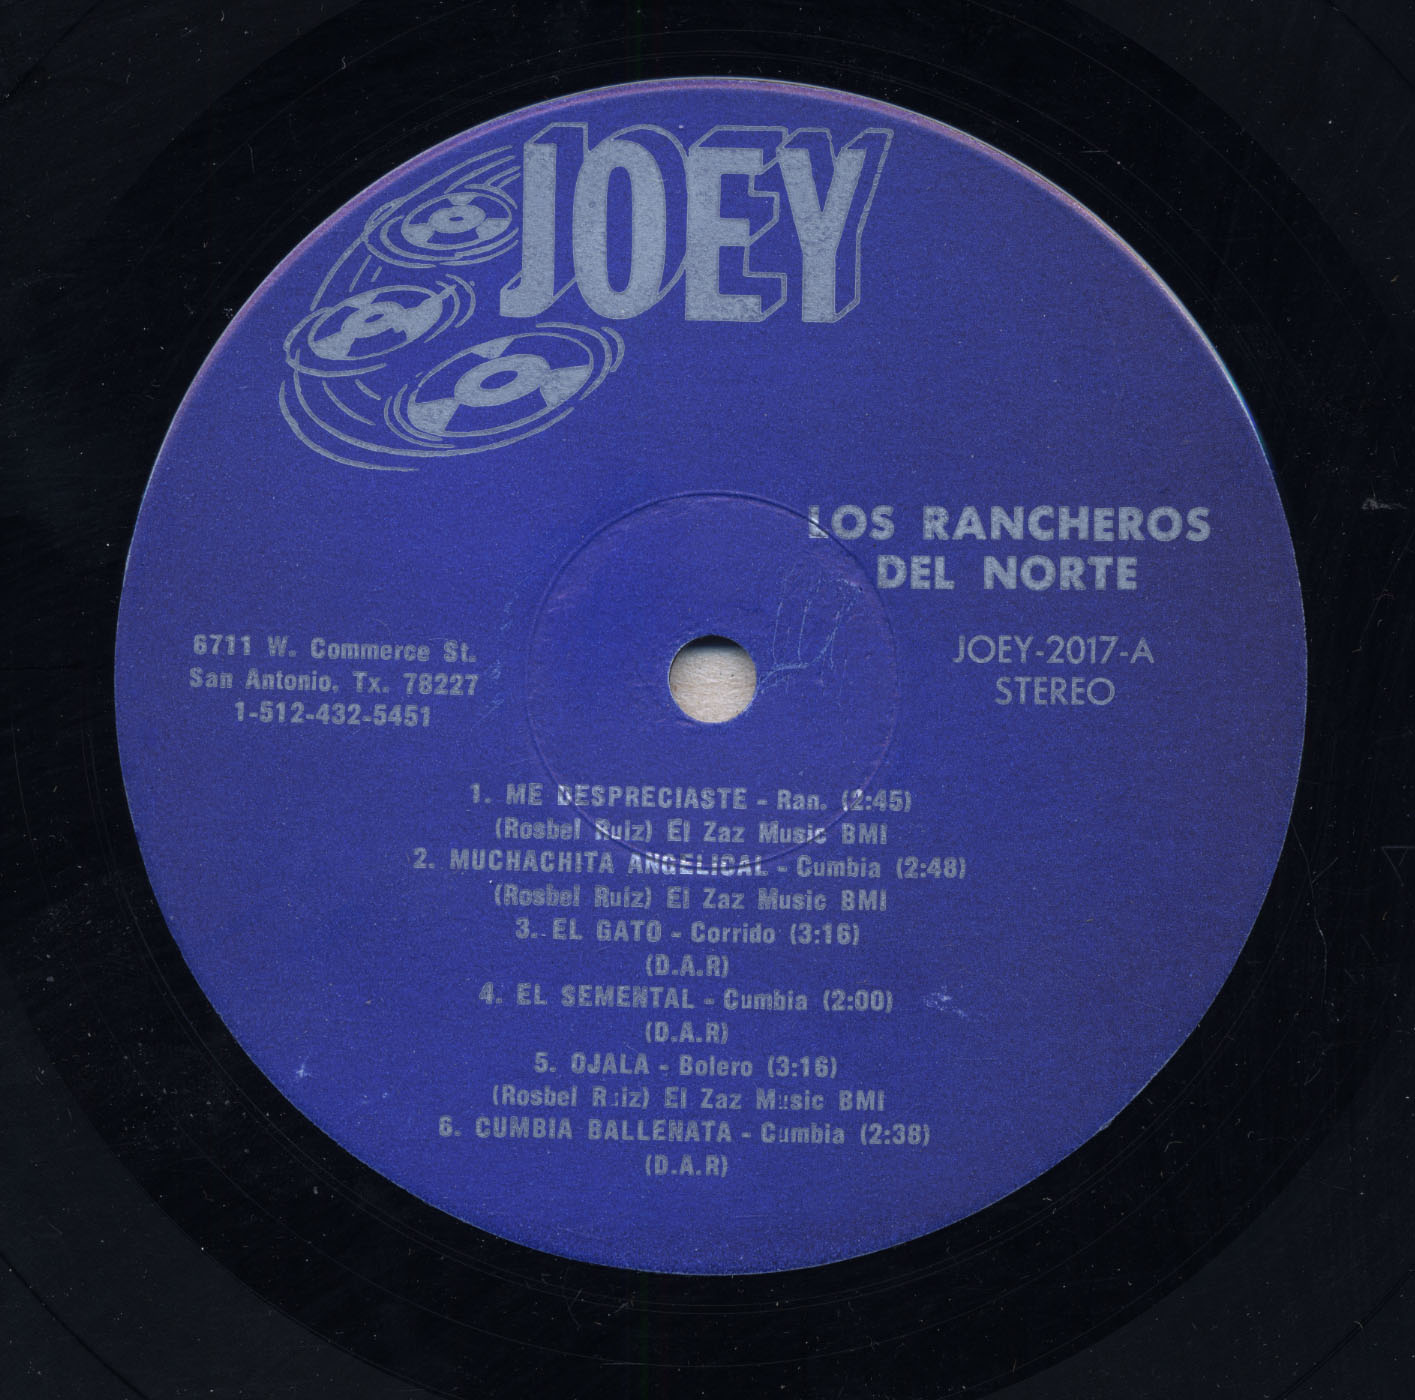 JOEY
LOS RANCHEROS
DEL NORTE
6711 W. Commerce St.
San Antonio, Tx. 78227
1-512-432-5451
JOEY-2017-A
STEREO
1. ME DESPRECIASTE - Ran. (2:45)
(Rosbel Ruiz) El Zaz Music BMI
2. MUCHACHITA ANGELICAL - Cumbia (2:48)
(Rosbel Ruiz) El Zaz Music BMI
3. EL GATO - Corrido (3:16)
(D.A.R)
4. EL SEMENTAL - Cumbia (2:00)
(D.A.R)
5. OJALA - Bolero (3:16)
(Rosbel Ruiz) El Zaz Music BMI
6. CUMBIA BALLENATA - Cumbia (2:38)
(D.A.R)